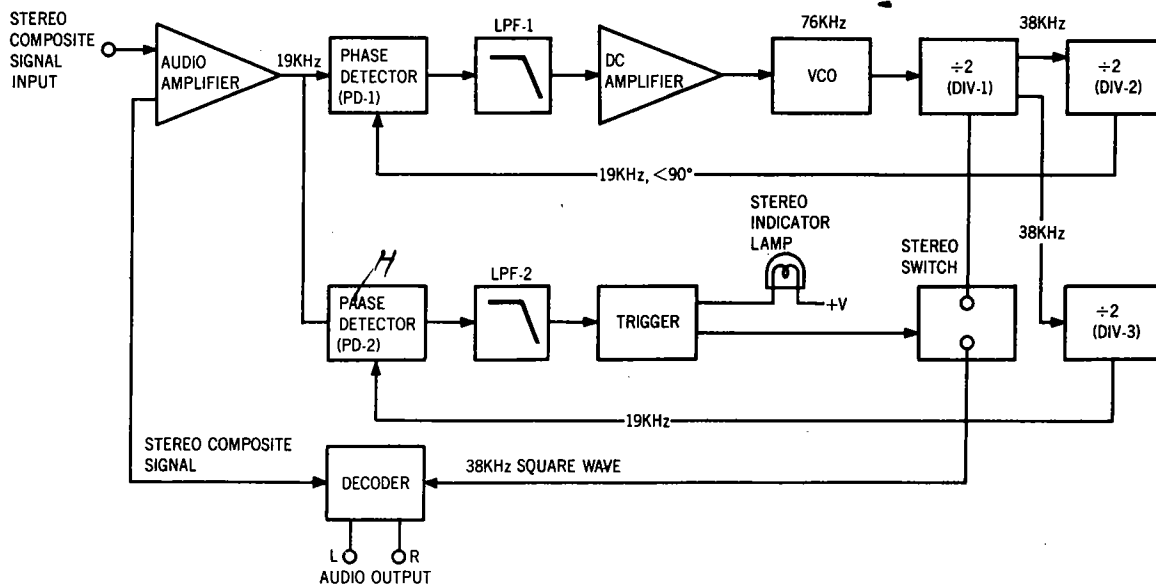 STEREO
COMPOSITE
SIGNAL
INPUT
AUDIO
AMPLIFIER
19KHz
PHASE
DETECTOR
(PD-1)
LPF-1
DC
AMPLIFIER
76KHz
VCO
÷2
(DIV-1)
38KHz
÷2
(DIV-2)
19KHz, <90°
STEREO
INDICATOR
LAMP
+V
38KHz
STEREO
SWITCH
H
PAASE
DETECTOR
(PD-2)
LPF-2
TRIGGER
÷2
(DIV-3)
19KHz
STEREO COMPOSITE
SIGNAL
DECODER
38KHz SQUARE WAVE
L
R
AUDIO OUTPUT